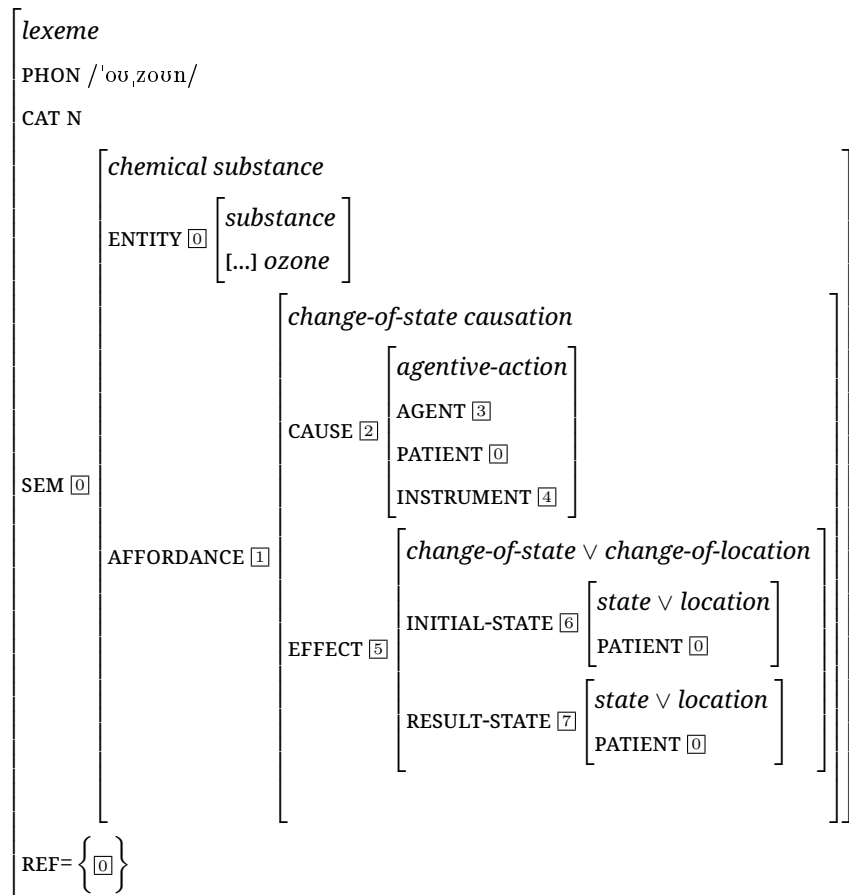 lexeme
PHON /ˈoʊˌzoʊn/
CAT N
chemical substance
ENTITY 0 substance
[...] ozone
change-of-state causation
agentive-action
AGENT 3
CAUSE 2
PATIENT 0
INSTRUMENT 4
SEM 0
AFFORDANCE 1
change-of-state ∨ change-of-location
INITIAL-STATE 6 state ∨ location
PATIENT 0
EFFECT 5
RESULT-STATE 7 state ∨ location
PATIENT 0
REF= {0}